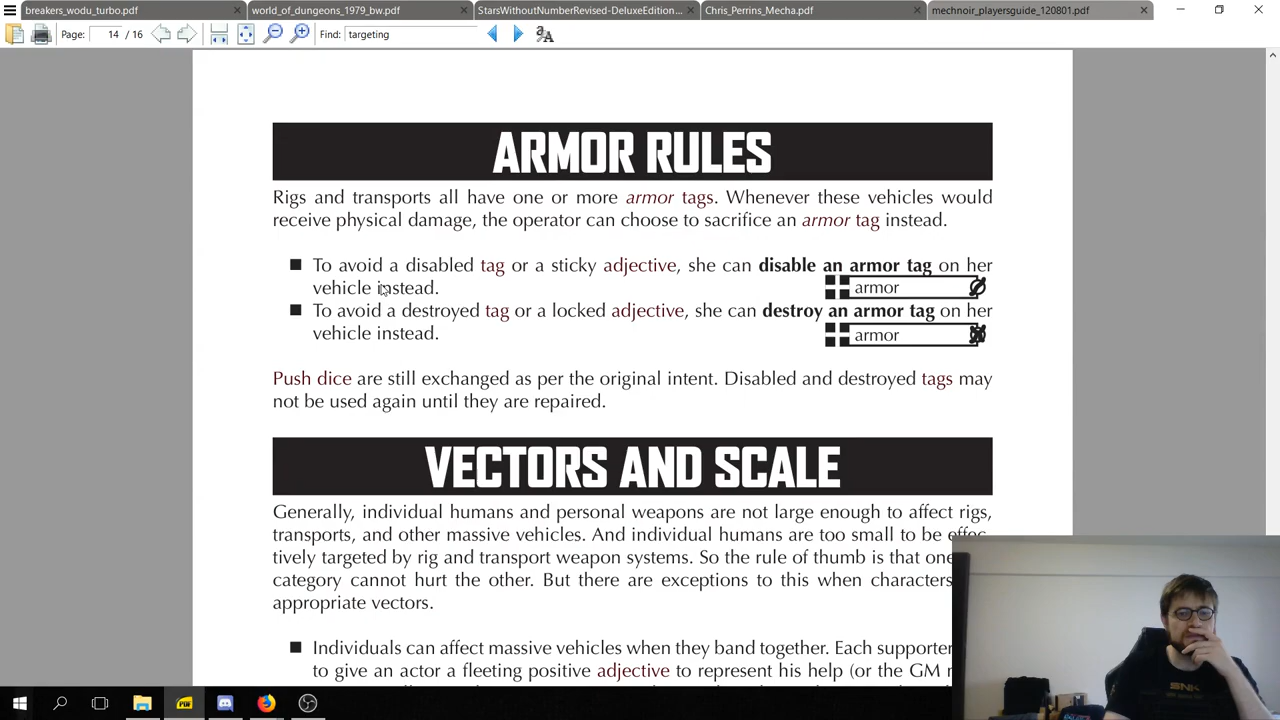 breakers_wodu_turbo.pdf
world_of_dungeons_1979_bw.pdf
StarsWithoutNumberRevised-DeluxeEdition...
Chris_Perrins_Mecha.pdf
mechnoir_playersguide_120801.pdf
Page: 14 / 16
Find: targeting
ARMOR RULES
Rigs and transports all have one or more armor tags. Whenever these vehicles would
receive physical damage, the operator can choose to sacrifice an armor tag instead.
■ To avoid a disabled tag or a sticky adjective, she can disable an armor tag on her
vehicle instead.
armor
■ To avoid a destroyed tag or a locked adjective, she can destroy an armor tag on her
vehicle instead.
armor
Push dice are still exchanged as per the original intent. Disabled and destroyed tags may
not be used again until they are repaired.
VECTORS AND SCALE
Generally, individual humans and personal weapons are not large enough to affect rigs,
transports, and other massive vehicles. And individual humans are too small to be effec-
tively targeted by rig and transport weapon systems. So the rule of thumb is that one
category cannot hurt the other. But there are exceptions to this when characters
appropriate vectors.
■ Individuals can affect massive vehicles when they band together. Each supporter
to give an actor a fleeting positive adjective to represent his help (or the GM
SNK